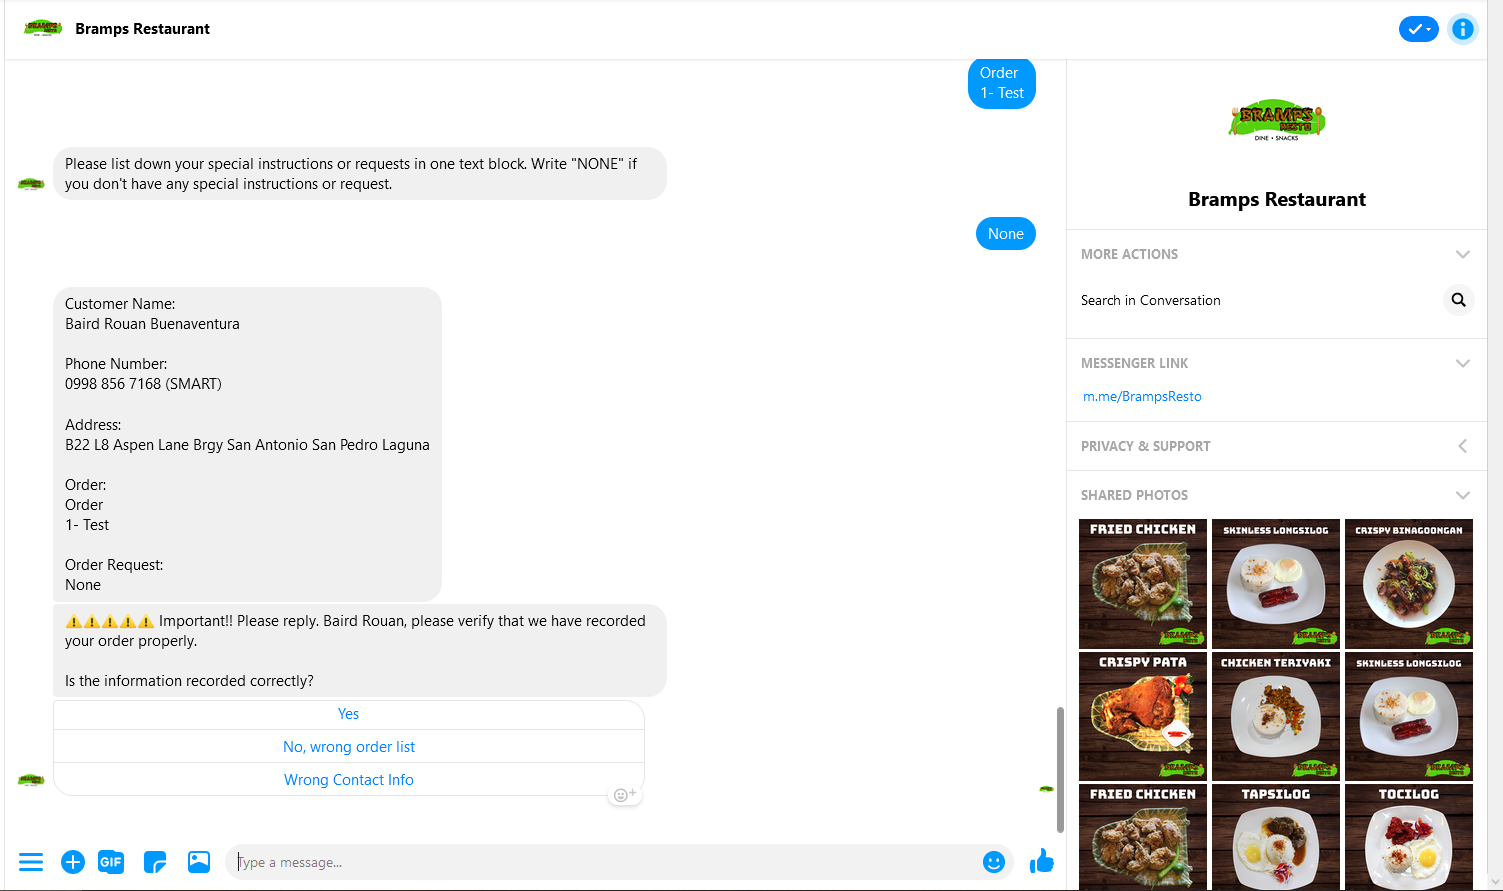 Bramps Restaurant
Order
1- Test
Please list down your special instructions or requests in one text block. Write "NONE" if
you don't have any special instructions or request.
None
Customer Name:
Baird Rouan Buenaventura
Phone Number:
0998 856 7168 (SMART)
Address:
B22 L8 Aspen Lane Brgy San Antonio San Pedro Laguna
Order:
Order
1- Test
Order Request:
None
⚠️⚠️⚠️⚠️⚠️ Important!! Please reply. Baird Rouan, please verify that we have recorded
your order properly.
Is the information recorded correctly?
Yes
No, wrong order list
Wrong Contact Info
GIF
Type a message...
BRAMPS
RESTO
DINE • SNACKS
Bramps Restaurant
MORE ACTIONS
Search in Conversation
MESSENGER LINK
m.me/BrampsResto
PRIVACY & SUPPORT
SHARED PHOTOS
FRIED CHICKEN
SKINLESS LONGSILOG
CRISPY BINAGOONGAN
CRISPY PATA
CHICKEN TERIYAKI
SKINLESS LONGSILOG
FRIED CHICKEN
TAPSILOG
TOCILOG